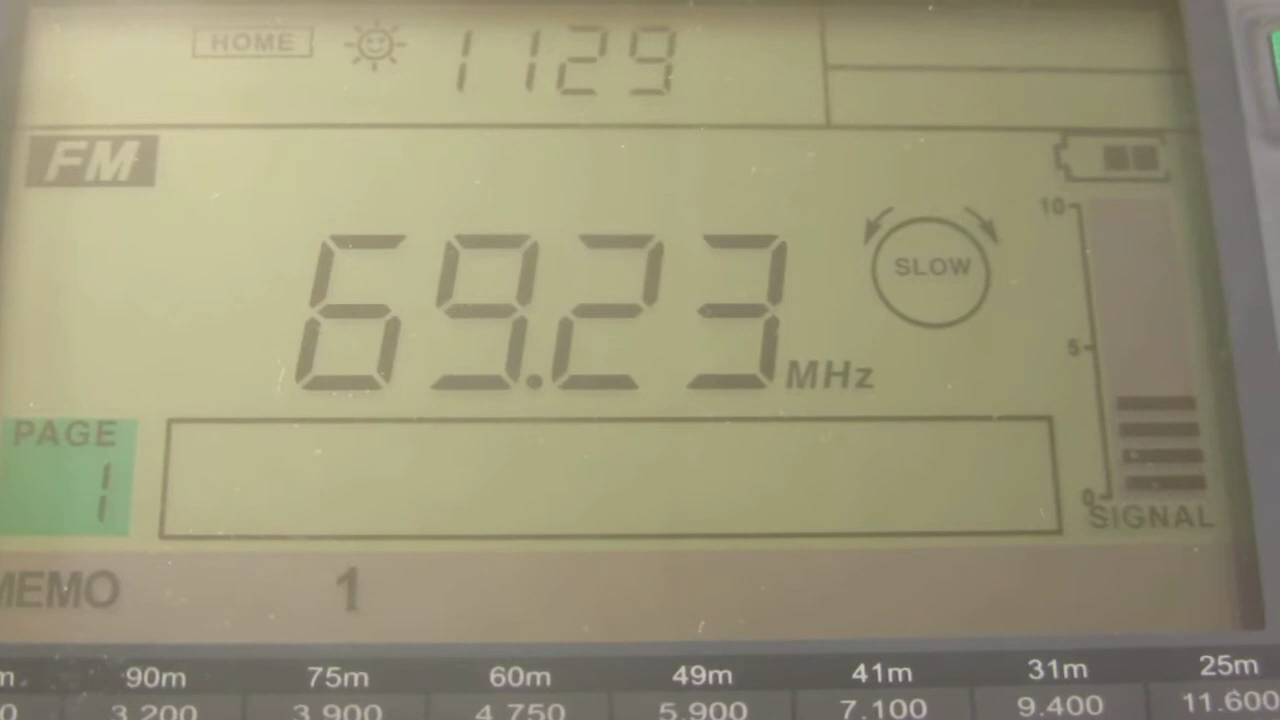 HOME 1129
FM
10
69.23 MHz
SLOW
5
PAGE
1
0
SIGNAL
MEMO 1
90m 75m 60m 49m 41m 31m 25m
3.200 3.900 4.750 5.900 7.100 9.400 11.600